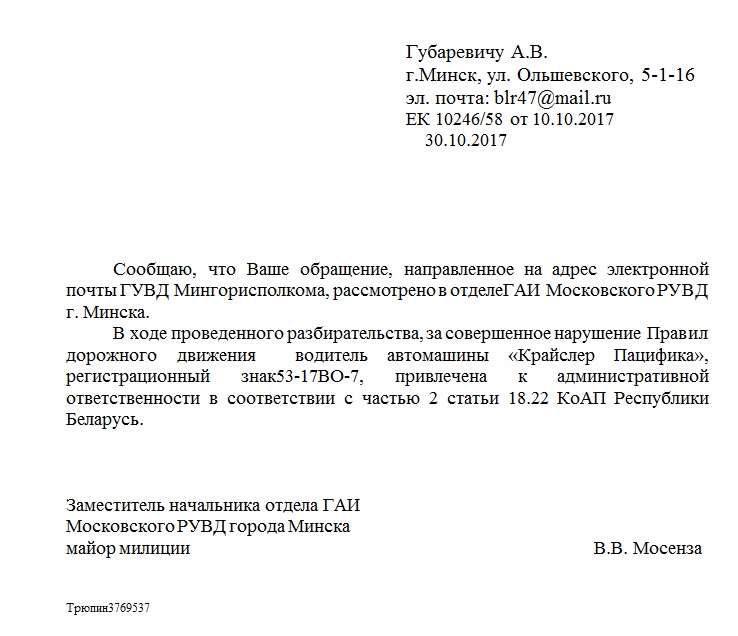 Губаревичу А.В.
г.Минск, ул. Ольшевского, 5-1-16
эл. почта: blr47@mail.ru
ЕК 10246/58 от 10.10.2017
30.10.2017
Сообщаю, что Ваше обращение, направленное на адрес электронной
почты ГУВД Мингорисполкома, рассмотрено в отделеГАИ Московского РУВД
г. Минска.
В ходе проведенного разбирательства, за совершенное нарушение Правил
дорожного движения водитель автомашины «Крайслер Пацифика»,
регистрационный знак53-17ВО-7, привлечена к административной
ответственности в соответствии с частью 2 статьи 18.22 КоАП Республики
Беларусь.
Заместитель начальника отдела ГАИ
Московского РУВД города Минска
майор милиции В.В. Мосенза
Трюпин3769537